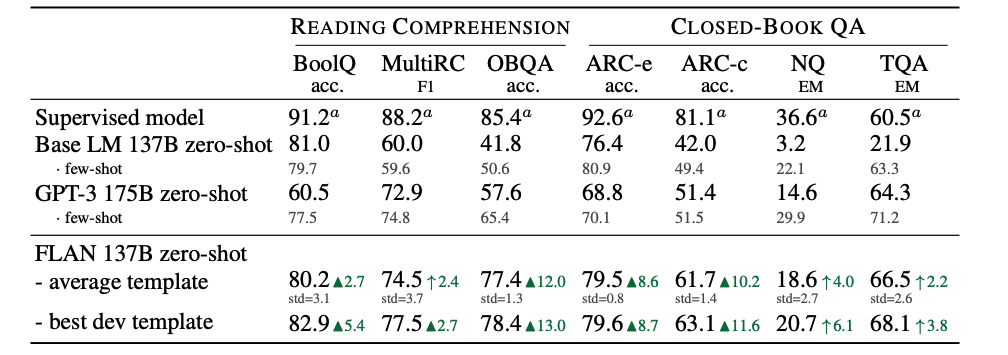 READING COMPREHENSION CLOSED-BOOK QA
BoolQ MultiRC OBQA ARC-e ARC-c NQ TQA
acc. F1 acc. acc. acc. EM EM
Supervised model 91.2a 88.2a 85.4a 92.6a 81.1a 36.6a 60.5a
Base LM 137B zero-shot 81.0 60.0 41.8 76.4 42.0 3.2 21.9
· few-shot 79.7 59.6 50.6 80.9 49.4 22.1 63.3
GPT-3 175B zero-shot 60.5 72.9 57.6 68.8 51.4 14.6 64.3
· few-shot 77.5 74.8 65.4 70.1 51.5 29.9 71.2
FLAN 137B zero-shot
- average template 80.2 ▲2.7 74.5 ↑2.4 77.4 ▲12.0 79.5 ▲8.6 61.7 ▲10.2 18.6 ↑4.0 66.5 ↑2.2
std=3.1 std=3.7 std=1.3 std=0.8 std=1.4 std=2.7 std=2.6
- best dev template 82.9 ▲5.4 77.5 ▲2.7 78.4 ▲13.0 79.6 ▲8.7 63.1 ▲11.6 20.7 ↑6.1 68.1 ↑3.8